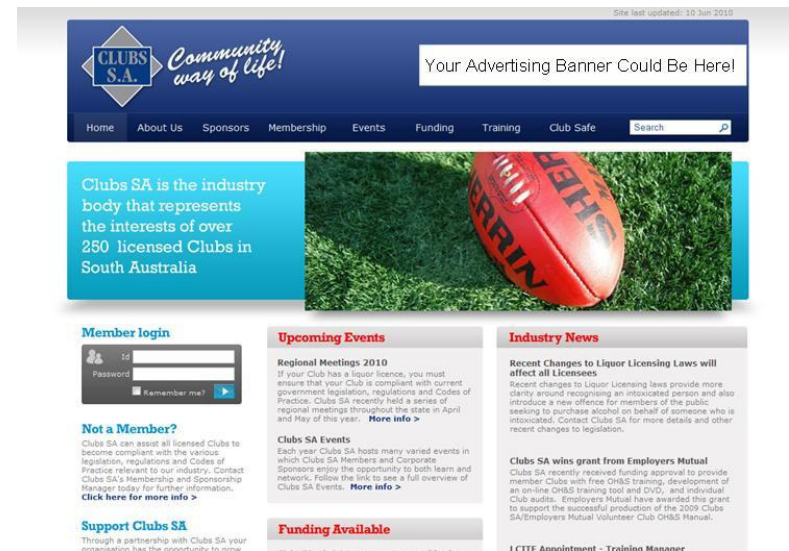 Site last updated: 10 Jun 2010
CLUBS
S.A.
Community
way of life!
Your Advertising Banner Could Be Here!
Home About Us Sponsors Membership Events Funding Training Club Safe Search
Clubs SA is the industry
body that represents
the interests of over
250 licensed Clubs in
South Australia
SHERRIN
Member login
Id
Password
Remember me?
Not a Member?
Clubs SA can assist all licensed Clubs to
become compliant with the various
legislation, regulations and Codes of
Practice relevant to our industry. Contact
Clubs SA's Membership and Sponsorship
Manager today for further information.
Click here for more info >
Support Clubs SA
Through a partnership with Clubs SA your
organisation has the opportunity to grow
Upcoming Events
Regional Meetings 2010
If your Club has a liquor licence, you must
ensure that your Club is compliant with current
government legislation, regulations and Codes of
Practice. Clubs SA recently held a series of
regional meetings throughout the state in April
and May of this year. More info >
Clubs SA Events
Each year Clubs SA hosts many varied events in
which Clubs SA Members and Corporate
Sponsors enjoy the opportunity to both learn and
network. Follow the link to see a full overview of
Clubs SA Events. More info >
Funding Available
Industry News
Recent Changes to Liquor Licensing Laws will
affect all Licensees
Recent changes to Liquor Licensing laws provide more
clarity around recognising an intoxicated person and also
introduce a new offence for members of the public
seeking to purchase alcohol on behalf of someone who is
intoxicated. Contact Clubs SA for more details and other
recent changes to legislation.
Clubs SA wins grant from Employers Mutual
Clubs SA recently received funding approval to provide
member Clubs with free OH&S training, development of
an on-line OH&S training tool and DVD, and individual
Club audits. Employers Mutual have awarded this grant
to support the successful production of the 2009 Clubs
SA/Employers Mutual Volunteer Club OH&S Manual.
Appointment - Training Manager